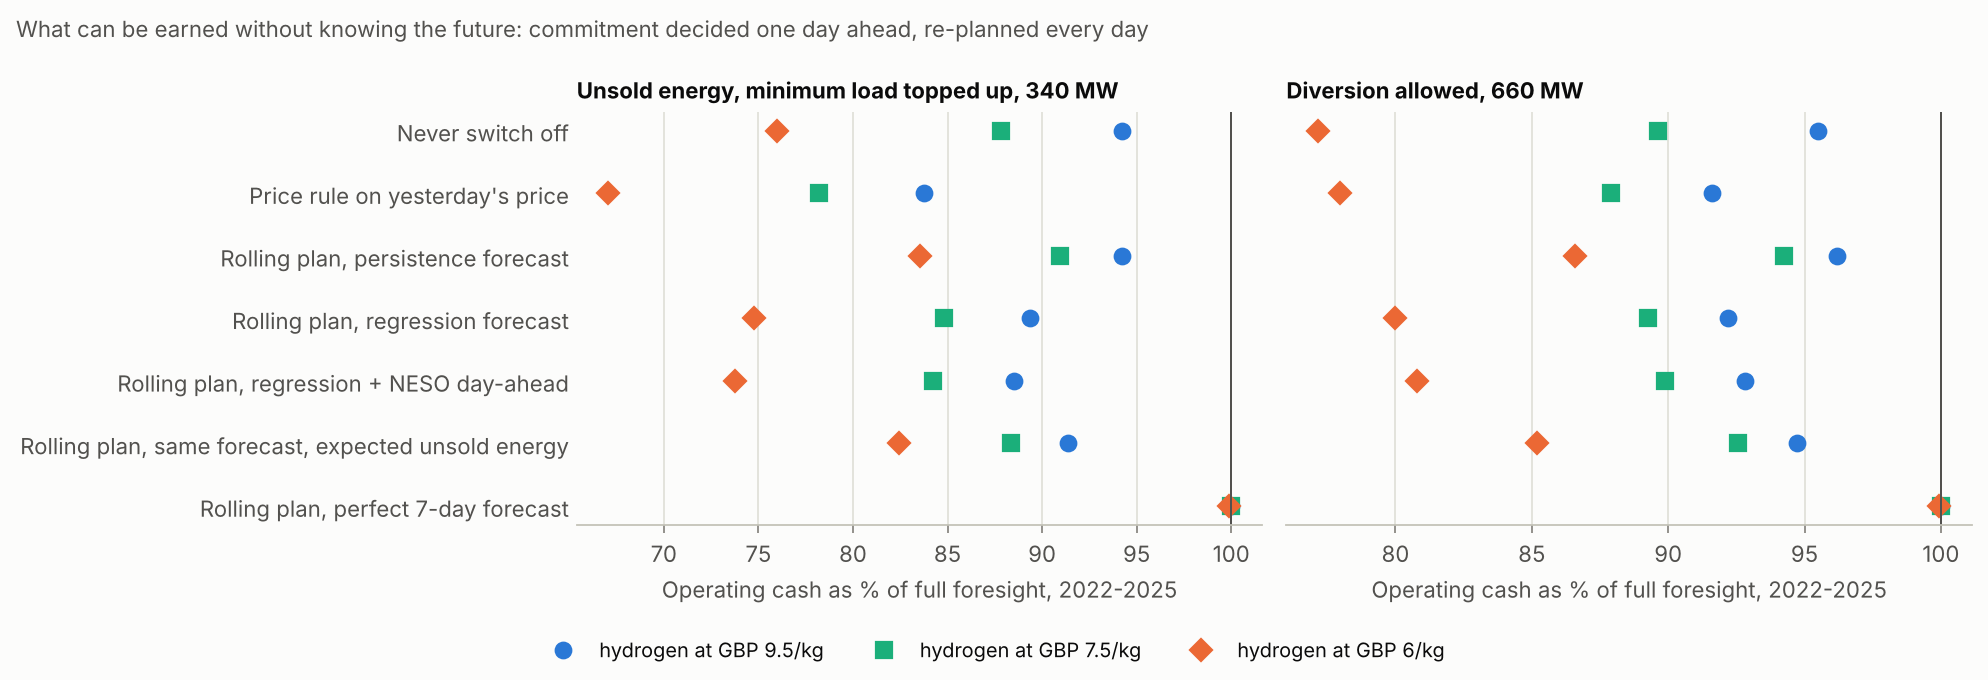 What can be earned without knowing the future: commitment decided one day ahead, re-planned every day
Unsold energy, minimum load topped up, 340 MW
Diversion allowed, 660 MW
Never switch off
Price rule on yesterday's price
Rolling plan, persistence forecast
Rolling plan, regression forecast
Rolling plan, regression + NESO day-ahead
Rolling plan, same forecast, expected unsold energy
Rolling plan, perfect 7-day forecast
70 75 80 85 90 95 100
80 85 90 95 100
Operating cash as % of full foresight, 2022-2025
Operating cash as % of full foresight, 2022-2025
hydrogen at GBP 9.5/kg
hydrogen at GBP 7.5/kg
hydrogen at GBP 6/kg